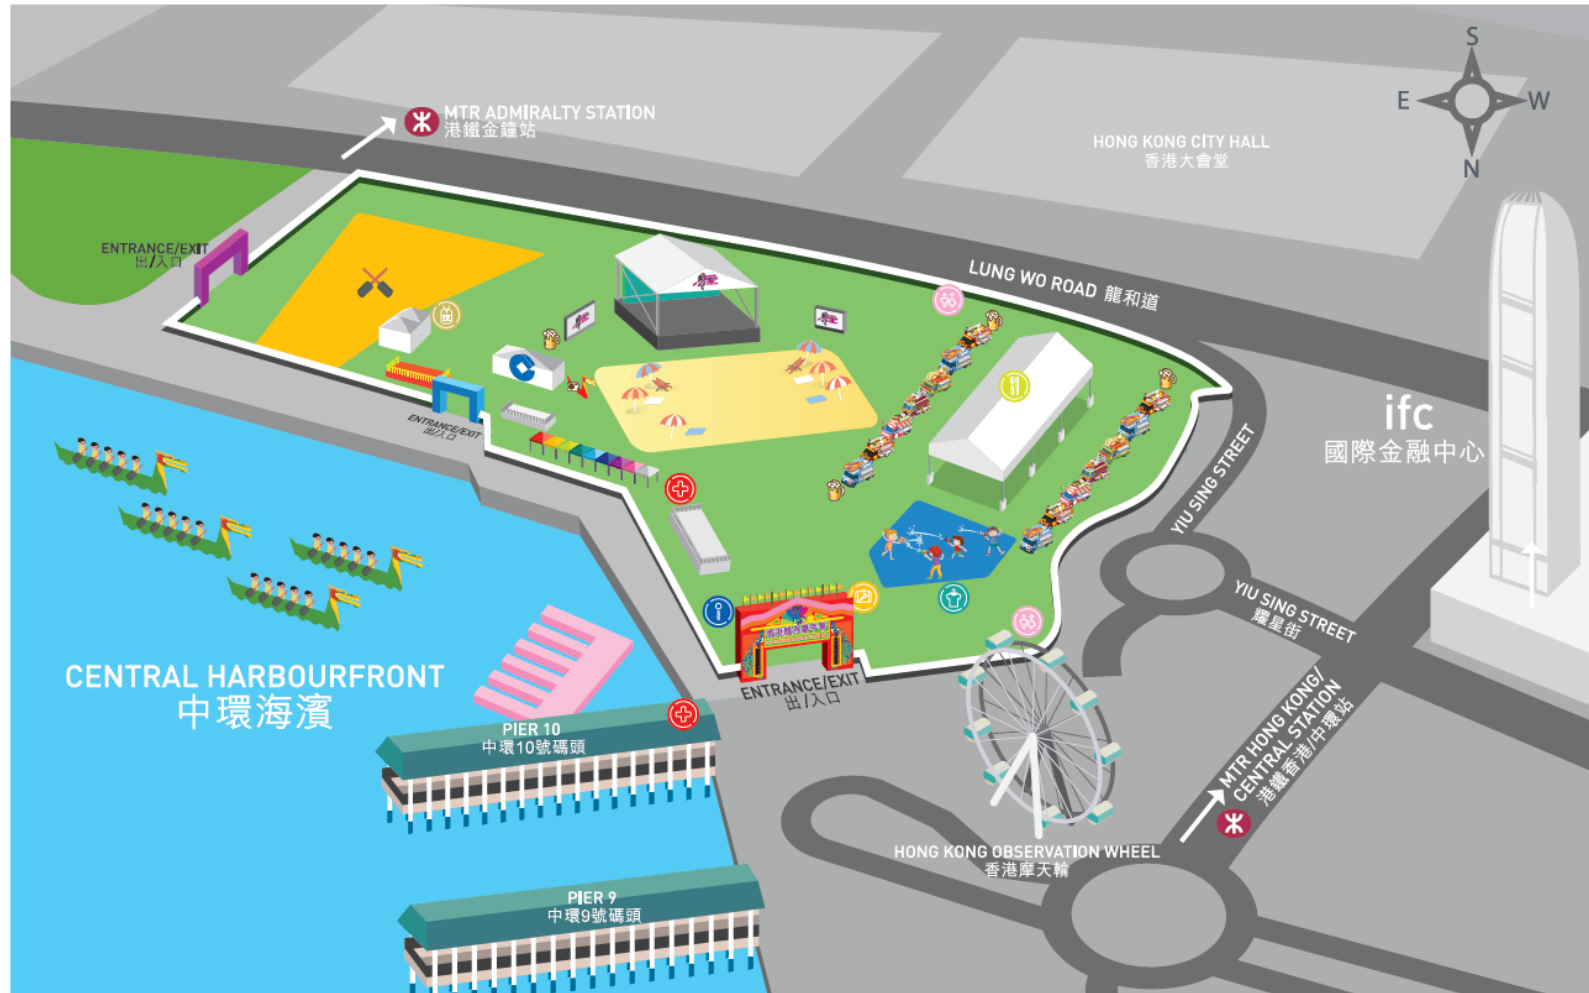 S
E
W
N
MTR ADMIRALTY STATION
港鐵金鐘站
HONG KONG CITY HALL
香港大會堂
ENTRANCE/EXIT
出/入口
LUNG WO ROAD 龍和道
ifc
國際金融中心
ENTRANCE/EXIT
出/入口
YIU SING STREET
YIU SING STREET
耀星街
CENTRAL HARBOURFRONT
中環海濱
ENTRANCE/EXIT
出/入口
PIER 10
中環10號碼頭
MTR HONG KONG/
CENTRAL STATION
港鐵香港/中環站
HONG KONG OBSERVATION WHEEL
香港摩天輪
PIER 9
中環9號碼頭